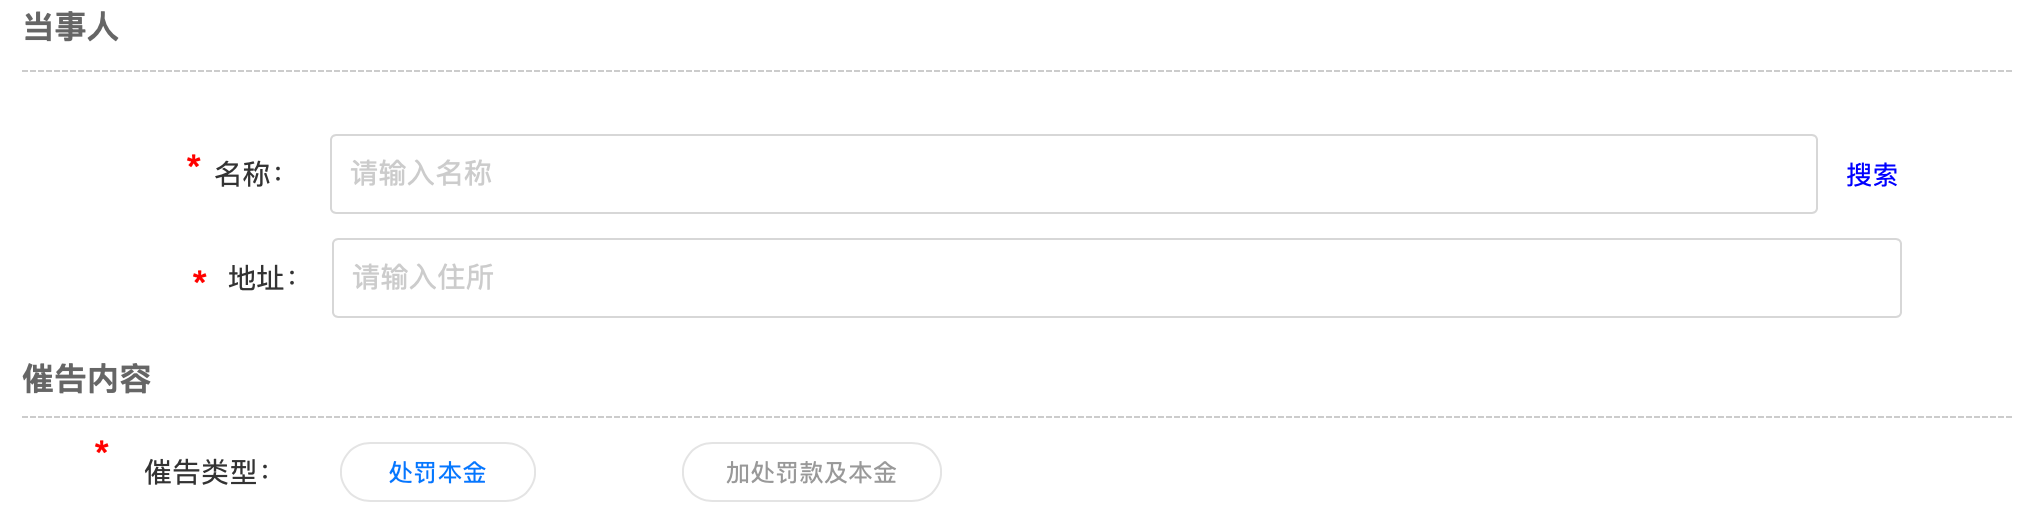 当事人
* 名称： 请输入名称 搜索
* 地址： 请输入住所
催告内容
* 催告类型： 处罚本金 加处罚款及本金